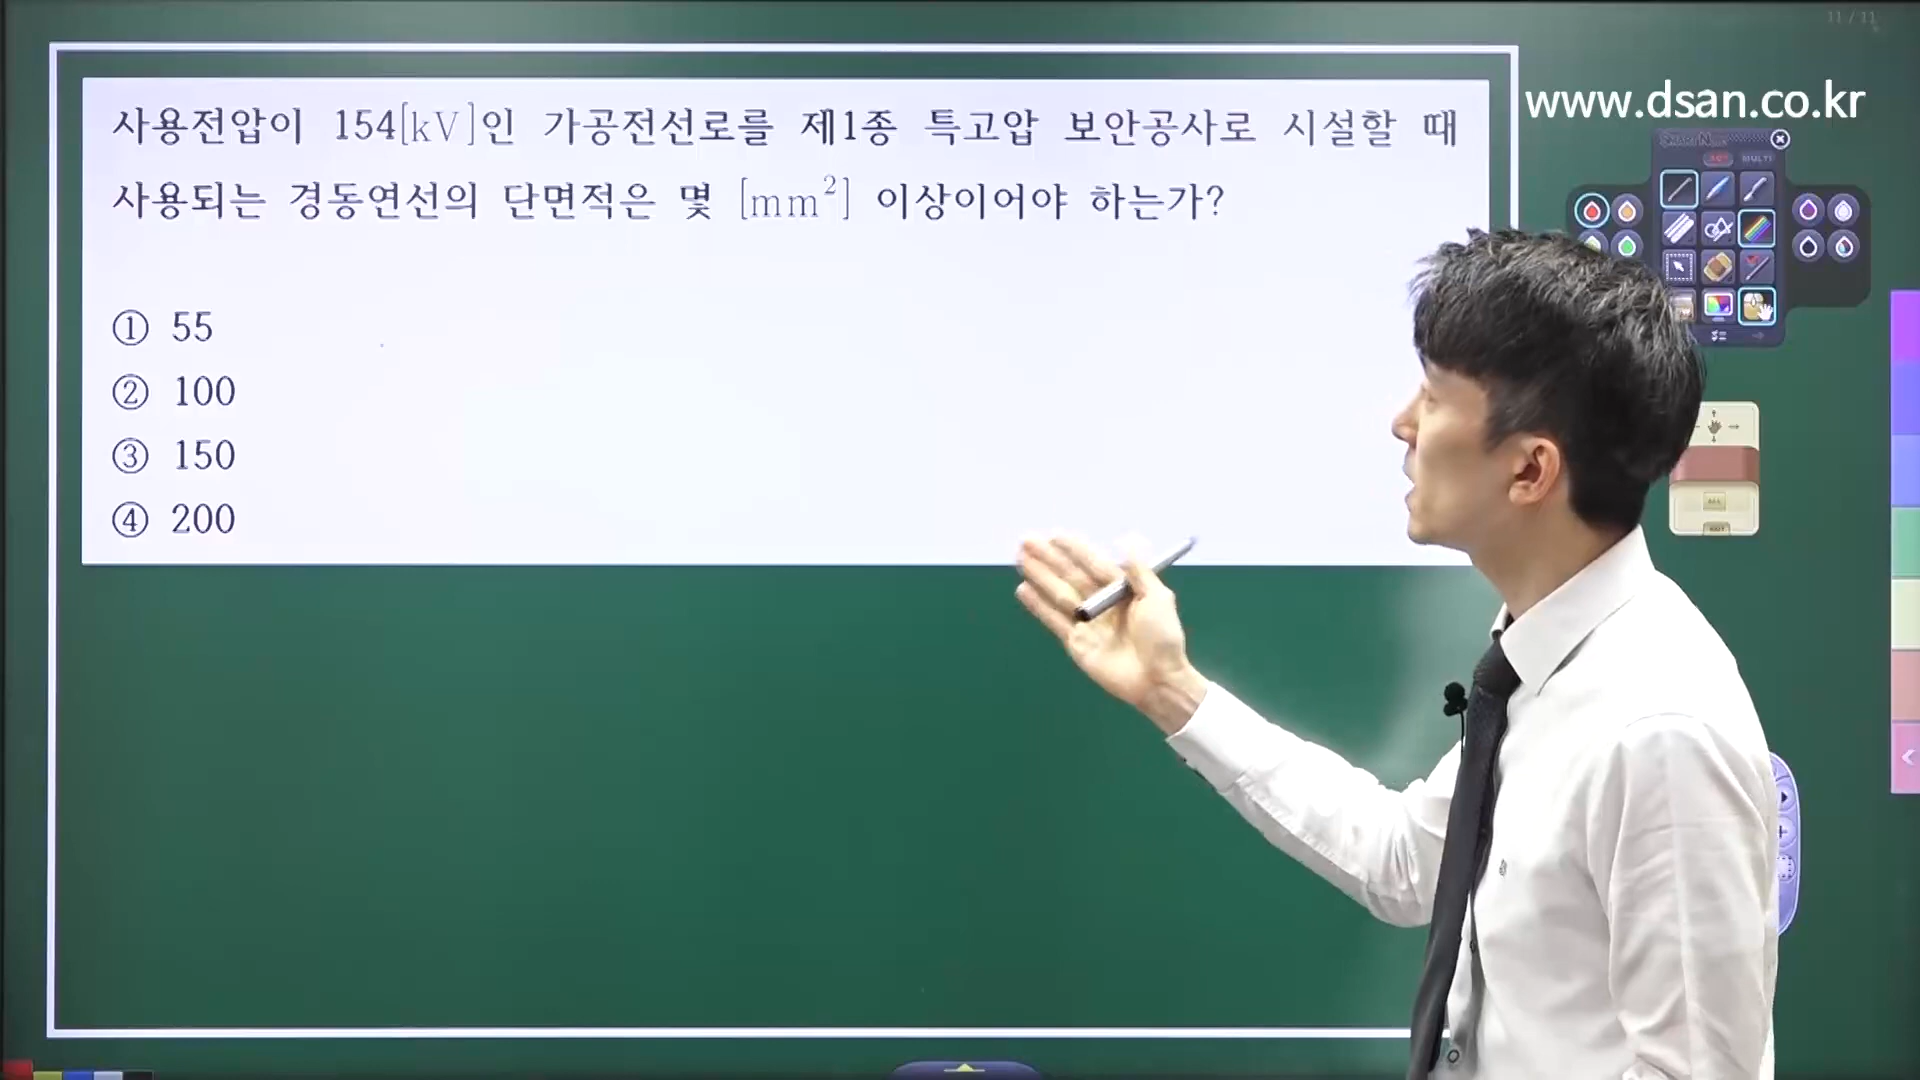 11 / 11
www.dsan.co.kr
사용전압이 154[kV]인 가공전선로를 제1종 특고압 보안공사로 시설할 때
사용되는 경동연선의 단면적은 몇 [mm²] 이상이어야 하는가?
① 55
② 100
③ 150
④ 200
MULTI